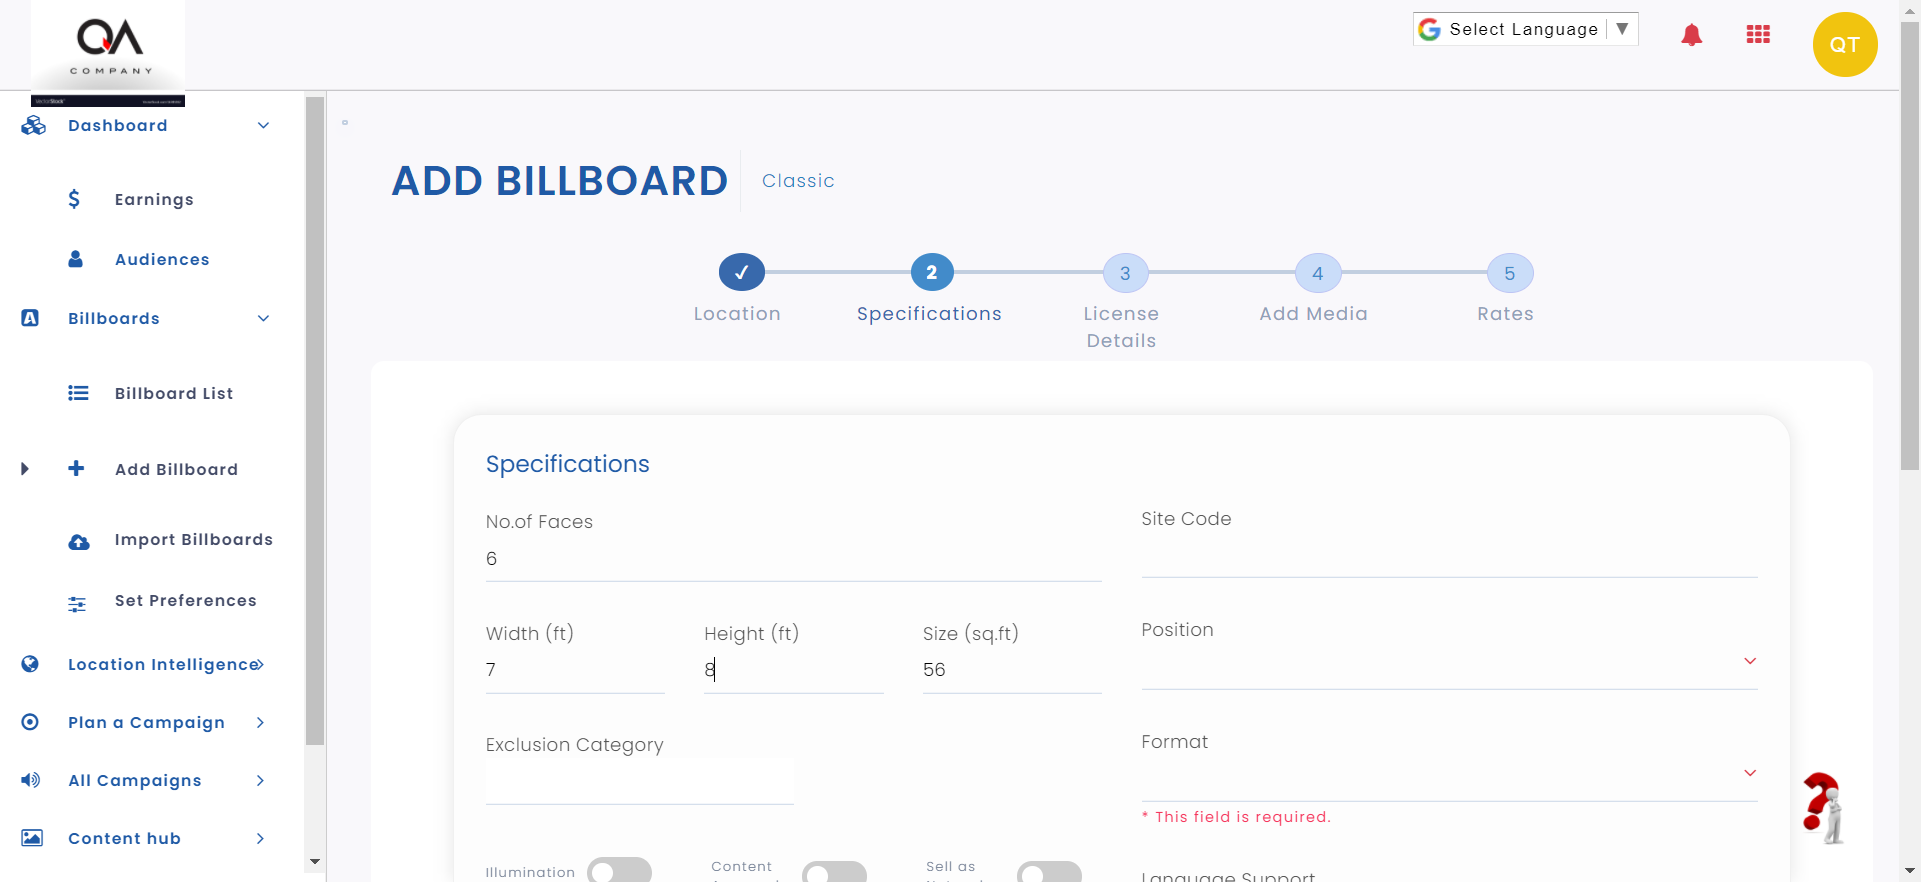 QA
COMPANY
Select Language ▼
QT
Dashboard
Earnings
Audiences
Billboards
Billboard List
Add Billboard
Import Billboards
Set Preferences
Location Intelligence
Plan a Campaign
All Campaigns
Content hub
ADD BILLBOARD
Classic
2
3
4
5
Location
Specifications
License
Details
Add Media
Rates
Specifications
No.of Faces
6
Site Code
Width (ft)
7
Height (ft)
8
Size (sq.ft)
56
Position
Exclusion Category
Format
* This field is required.
Illumination
Content
Sell as
Language Support